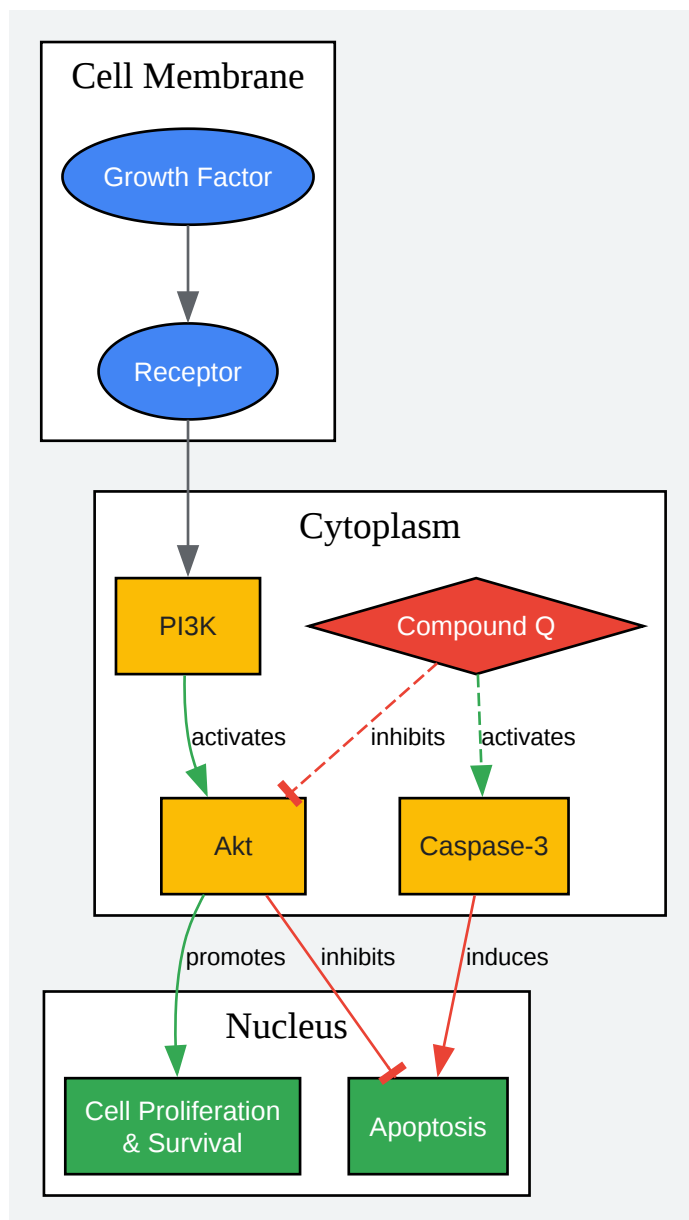 Cell Membrane
Growth Factor
Receptor
Cytoplasm
PI3K
Compound Q
activates
inhibits
activates
Akt
Caspase-3
promotes
inhibits
induces
Nucleus
Cell Proliferation
& Survival
Apoptosis